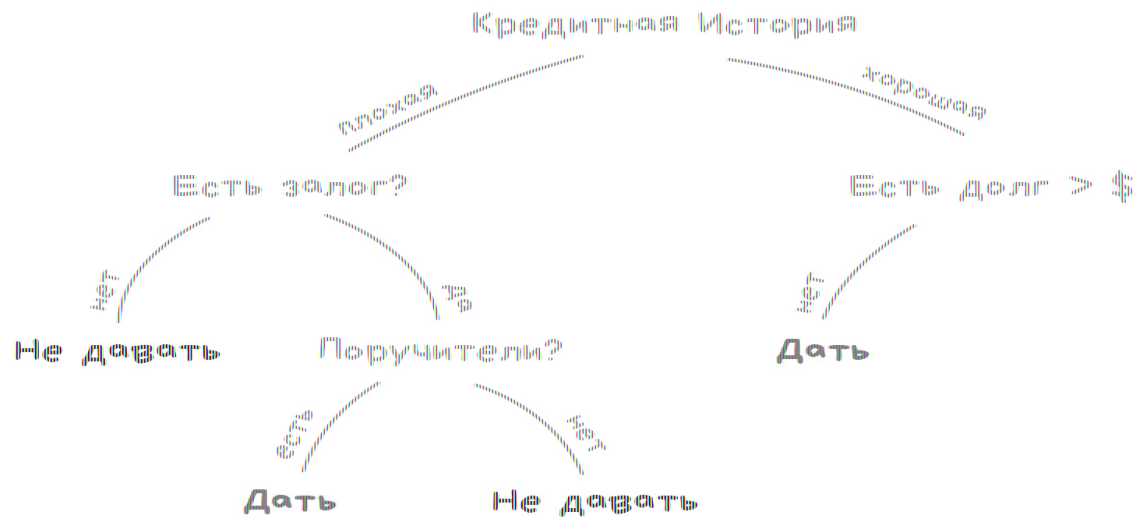 Кредитная История
плохая
хорошая
Есть залог?
Есть долг > $
нет
да
нет
Не давать
Поручители?
Дать
есть
нет
Дать
Не давать